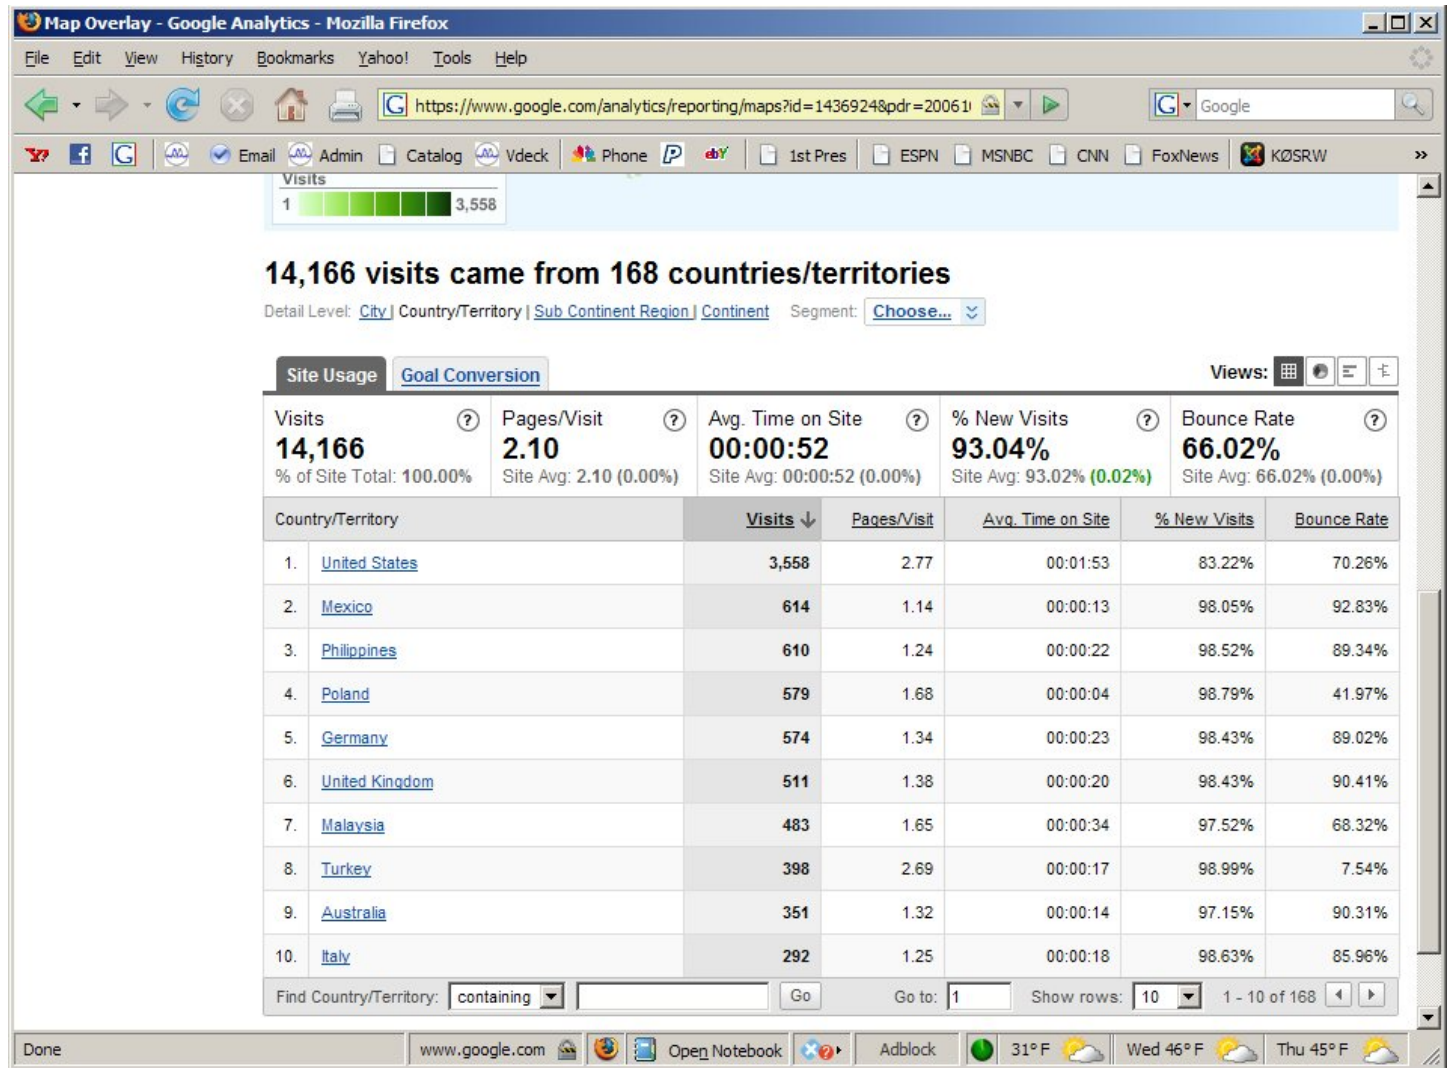 Map Overlay - Google Analytics - Mozilla Firefox
File Edit View History Bookmarks Yahoo! Tools Help
https://www.google.com/analytics/reporting/maps?id=1436924&pdr=20061 Google
Email Admin Catalog Vdeck Phone 1st Pres ESPN MSNBC CNN FoxNews KØSRW »
Visits
1 3,558
14,166 visits came from 168 countries/territories
Detail Level: City | Country/Territory | Sub Continent Region | Continent Segment: Choose...
Site Usage Goal Conversion Views:
Visits ? Pages/Visit ? Avg. Time on Site ? % New Visits ? Bounce Rate ?
14,166 2.10 00:00:52 93.04% 66.02%
% of Site Total: 100.00% Site Avg: 2.10 (0.00%) Site Avg: 00:00:52 (0.00%) Site Avg: 93.02% (0.02%) Site Avg: 66.02% (0.00%)
Country/Territory Visits Pages/Visit Avg. Time on Site % New Visits Bounce Rate
1. United States 3,558 2.77 00:01:53 83.22% 70.26%
2. Mexico 614 1.14 00:00:13 98.05% 92.83%
3. Philippines 610 1.24 00:00:22 98.52% 89.34%
4. Poland 579 1.68 00:00:04 98.79% 41.97%
5. Germany 574 1.34 00:00:23 98.43% 89.02%
6. United Kingdom 511 1.38 00:00:20 98.43% 90.41%
7. Malaysia 483 1.65 00:00:34 97.52% 68.32%
8. Turkey 398 2.69 00:00:17 98.99% 7.54%
9. Australia 351 1.32 00:00:14 97.15% 90.31%
10. Italy 292 1.25 00:00:18 98.63% 85.96%
Find Country/Territory: containing Go Go to: 1 Show rows: 10 1 - 10 of 168
Done www.google.com Open Notebook Adblock 31° F Wed 46° F Thu 45° F